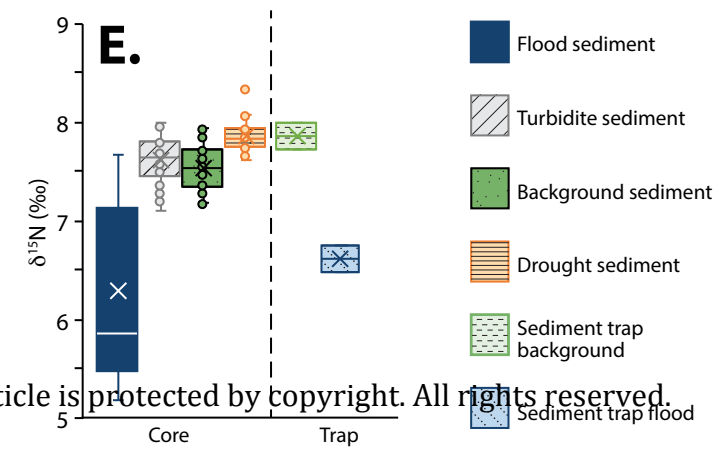 E.
9
8
7
6
5
δ¹⁵N (‰)
Core
Trap
Flood sediment
Turbidite sediment
Background sediment
Drought sediment
Sediment trap
background
Sediment trap flood
ticle is protected by copyright. All rights reserved.